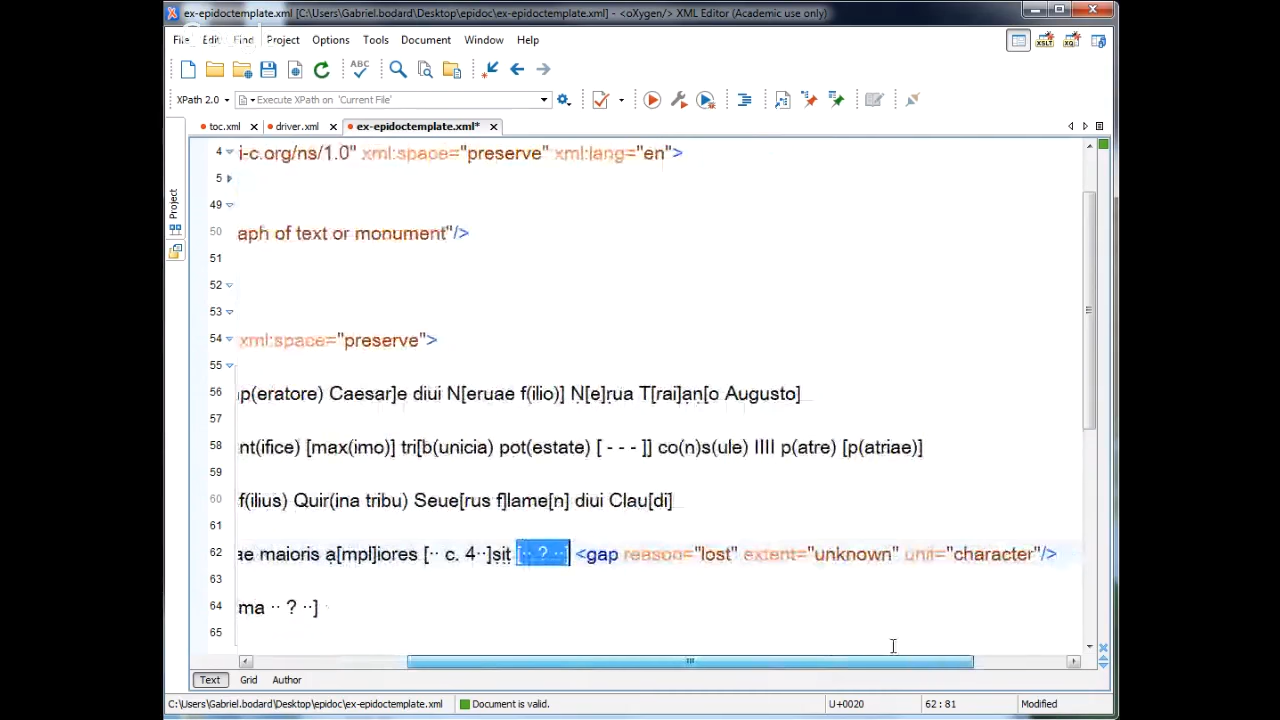 ex-epidoctemplate.xml [C:\Users\Gabriel.bodard\Desktop\epidoc\ex-epidoctemplate.xml] - <oXygen/> XML Editor (Academic use only)
File Edit Find Project Options Tools Document Window Help
XPath 2.0 Execute XPath on 'Current File'
toc.xml driver.xml ex-epidoctemplate.xml*
Project
4 i-c.org/ns/1.0" xml:space="preserve" xml:lang="en">
5
49
50 aph of text or monument"/>
51
52
53
54 xml:space="preserve">
55
56 p(eratore) Caesar]e diui N[eruae f(ilio)] Ṇ[e]ṛua T[rai]aṇ[o Augusto]
57
58 nt(ifice) [max(imo)] tri[b(unicia) pot(estate) [ - - - ]] co(n)s(ule) IIII p(atre) [p(atriae)]
59
60 f(ilius) Quir(ina tribu) Seue[rus f]lame[n] diui Clau[di]
61
62 ae maioris ạ[mpl]iores [·· c. 4··]ṣịṭ [·· ? ··] <gap reason="lost" extent="unknown" unit="character"/>
63
64 ma ·· ? ··]
65
Text Grid Author
C:\Users\Gabriel.bodard\Desktop\epidoc\ex-epidoctemplate.xml Document is valid. U+0020 62 : 81 Modified